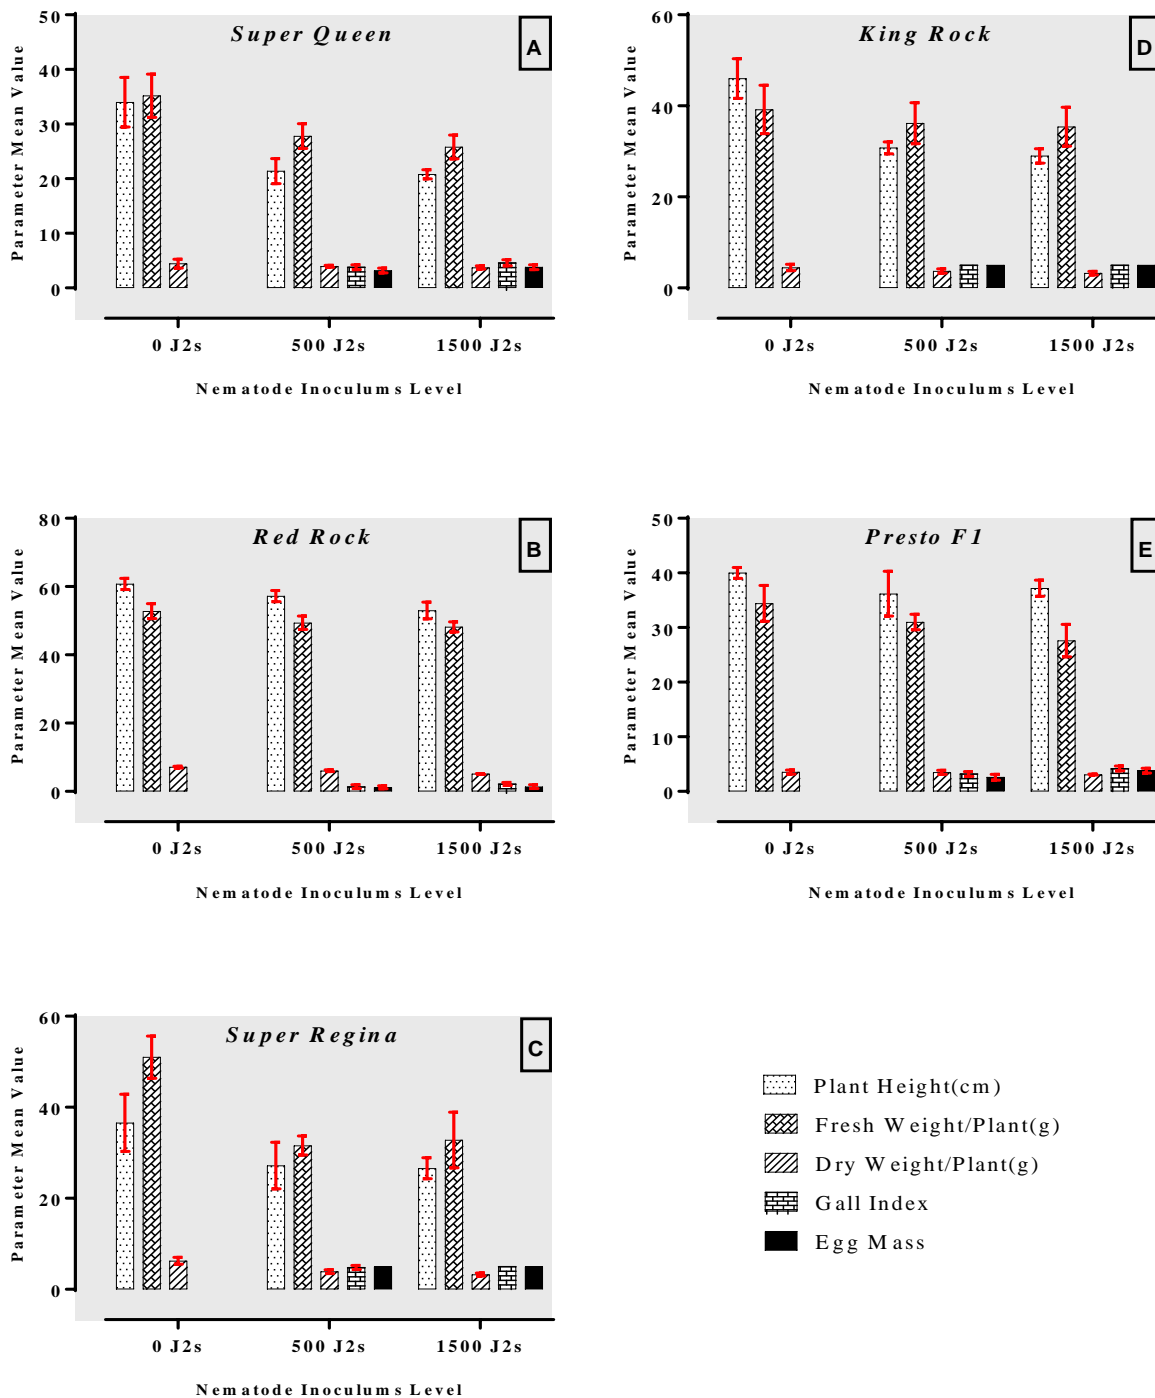 Super Queen
A
Parameter Mean Value
50
40
30
20
10
0
0 J2s 500 J2s 1500 J2s
Nematode Inoculums Level
King Rock
D
Parameter Mean Value
60
40
20
0
0 J2s 500 J2s 1500 J2s
Nematode Inoculums Level
Red Rock
B
Parameter Mean Value
80
60
40
20
0
0 J2s 500 J2s 1500 J2s
Nematode Inoculums Level
Presto F1
E
Parameter Mean Value
50
40
30
20
10
0
0 J2s 500 J2s 1500 J2s
Nematode Inoculums Level
Super Regina
C
Parameter Mean Value
60
40
20
0
0 J2s 500 J2s 1500 J2s
Nematode Inoculums Level
Plant Height(cm)
Fresh Weight/Plant(g)
Dry Weight/Plant(g)
Gall Index
Egg Mass